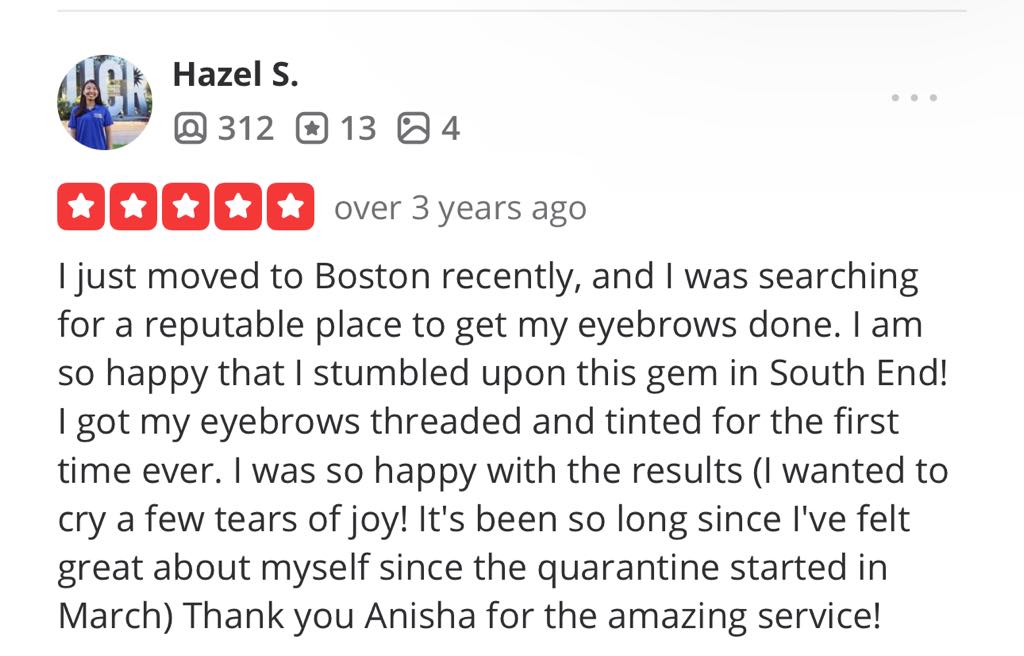 UCR
Hazel S.
312 13 4
over 3 years ago
I just moved to Boston recently, and I was searching
for a reputable place to get my eyebrows done. I am
so happy that I stumbled upon this gem in South End!
I got my eyebrows threaded and tinted for the first
time ever. I was so happy with the results (I wanted to
cry a few tears of joy! It's been so long since I've felt
great about myself since the quarantine started in
March) Thank you Anisha for the amazing service!